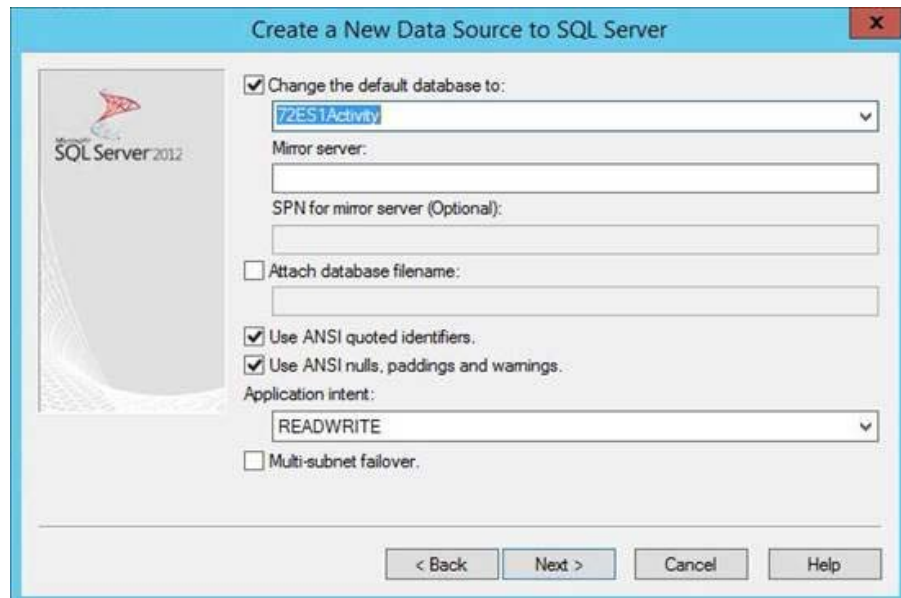 Create a New Data Source to SQL Server
x
Change the default database to:
72ES1Activity
Microsoft
SQL Server 2012
Mirror server:
SPN for mirror server (Optional):
Attach database filename:
Use ANSI quoted identifiers.
Use ANSI nulls, paddings and warnings.
Application intent:
READWRITE
Multi-subnet failover.
< Back
Next >
Cancel
Help